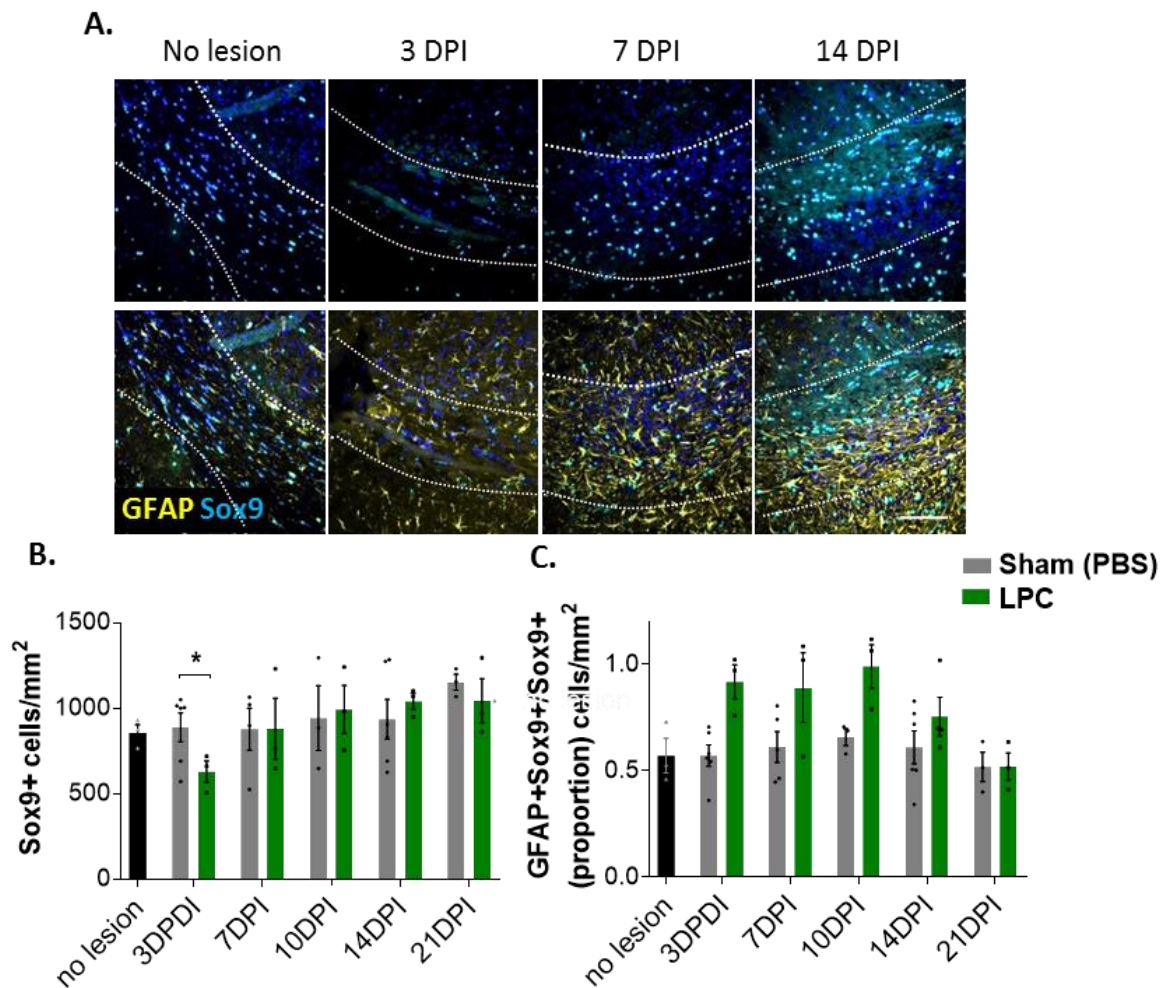 A.
No lesion 3 DPI 7 DPI 14 DPI
GFAP Sox9
B.
C.
Sham (PBS)
LPC
Sox9+ cells/mm2
1500
1000
500
0
*
no lesion
3DPDI
7DPI
10DPI
14DPI
21DPI
GFAP+Sox9+/Sox9+
(proportion) cells/mm2
1.0
0.5
0.0
no lesion
3DPDI
7DPI
10DPI
14DPI
21DPI